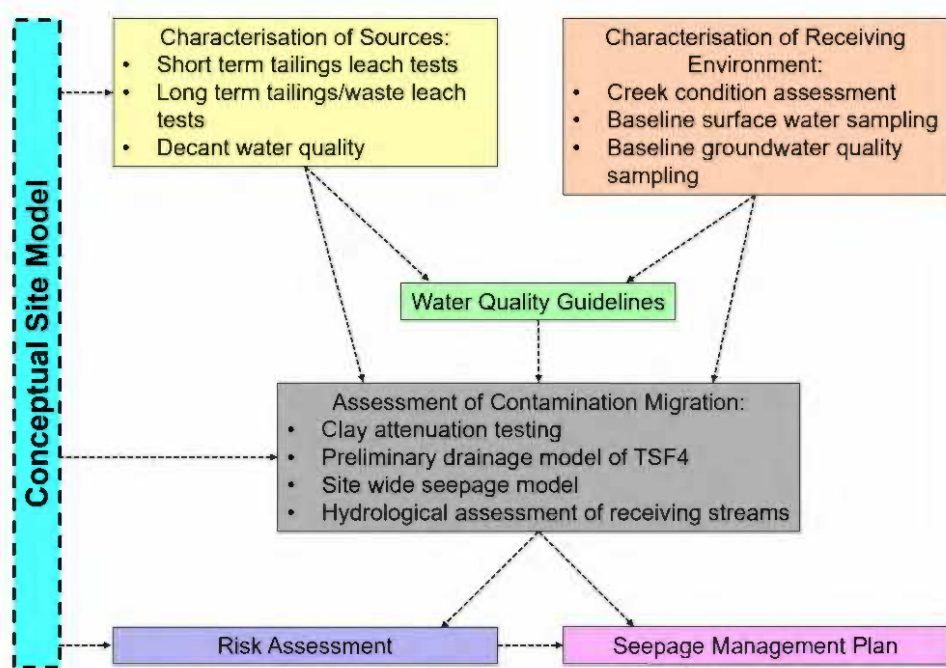 Conceptual Site Model
Characterisation of Sources:
• Short term tailings leach tests
• Long term tailings/waste leach
tests
• Decant water quality
Characterisation of Receiving
Environment:
• Creek condition assessment
• Baseline surface water sampling
• Baseline groundwater quality
sampling
Water Quality Guidelines
Assessment of Contamination Migration:
• Clay attenuation testing
• Preliminary drainage model of TSF4
• Site wide seepage model
• Hydrological assessment of receiving streams
Risk Assessment
Seepage Management Plan